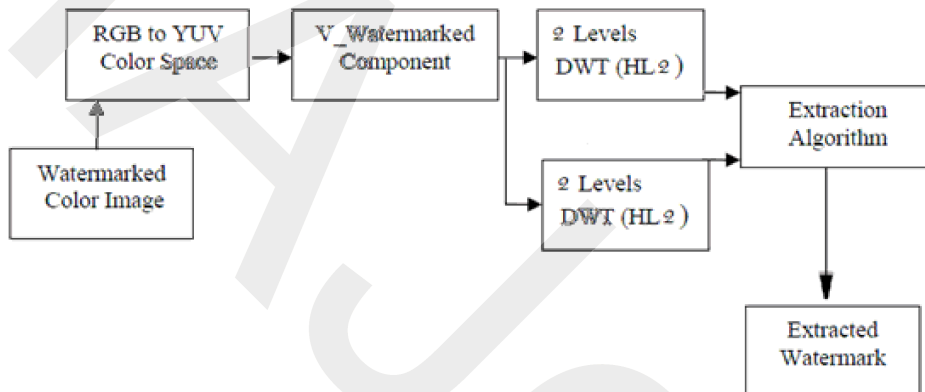 RGB to YUV
Color Space
V_Watermarked
Component
2 Levels
DWT (HL2)
Extraction
Algorithm
Watermarked
Color Image
2 Levels
DWT (HL2)
Extracted
Watermark